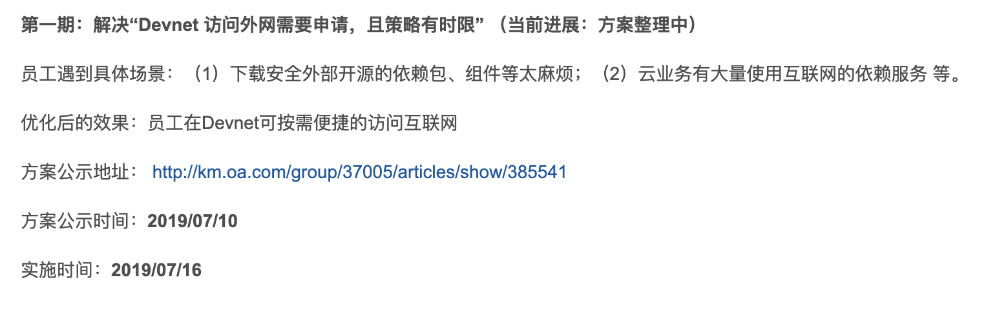 第一期：解决“Devnet 访问外网需要申请，且策略有时限” （当前进展：方案整理中）
员工遇到具体场景：（1）下载安全外部开源的依赖包、组件等太麻烦；（2）云业务有大量使用互联网的依赖服务 等。
优化后的效果：员工在Devnet可按需便捷的访问互联网
方案公示地址： http://km.oa.com/group/37005/articles/show/385541
方案公示时间：2019/07/10
实施时间：2019/07/16